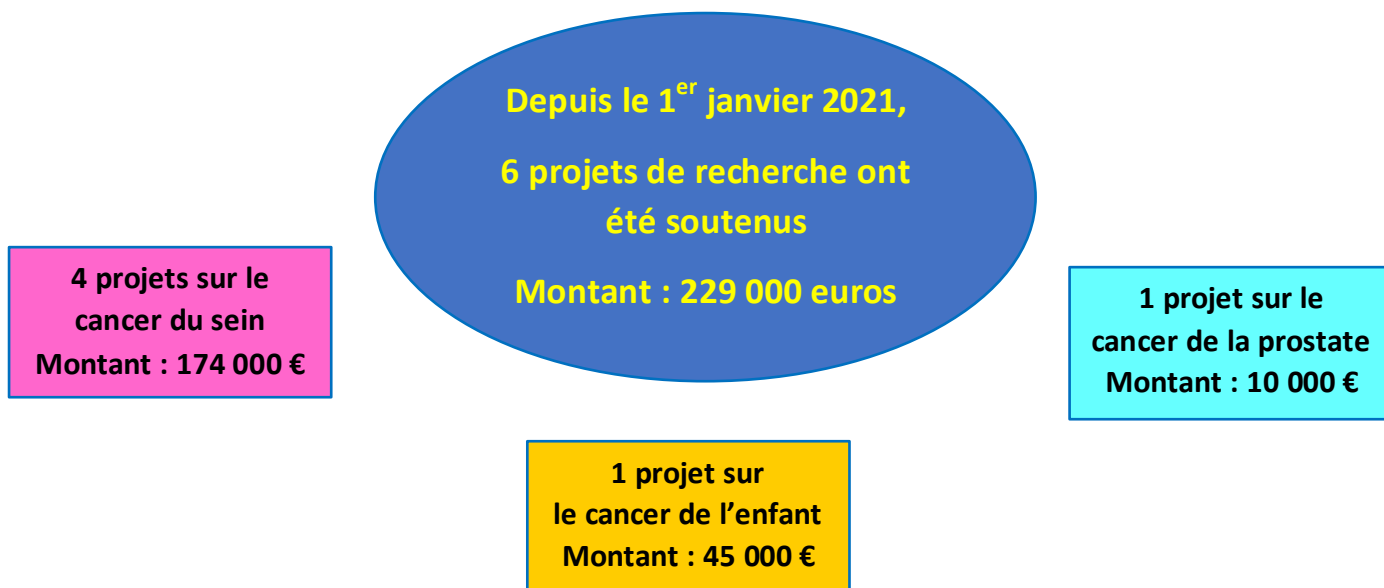 Depuis le 1er janvier 2021,
6 projets de recherche ont
été soutenus
Montant : 229 000 euros
4 projets sur le
cancer du sein
Montant : 174 000 €
1 projet sur le
cancer de la prostate
Montant : 10 000 €
1 projet sur
le cancer de l’enfant
Montant : 45 000 €